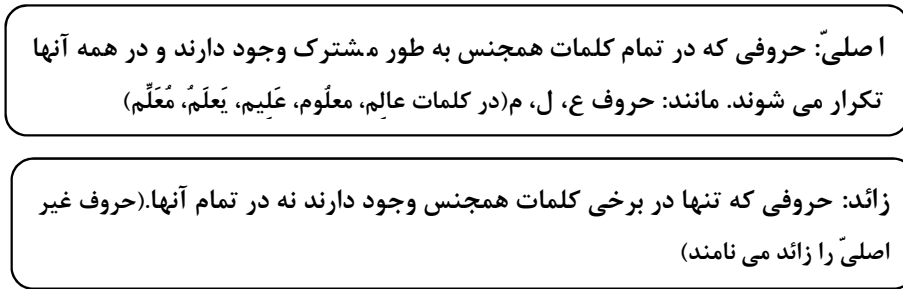 اصلیّ: حروفی که در تمام کلمات همجنس به طور مشترک وجود دارند و در همه آنها
تکرار می شوند. مانند: حروف ع، ل، م(در کلمات عالِم، معلُوم، عَلِیم، یَعلَمُ، مُعَلِّم)
زائد: حروفی که تنها در برخی کلمات همجنس وجود دارند نه در تمام آنها.(حروف غیر
اصلیّ را زائد می نامند)